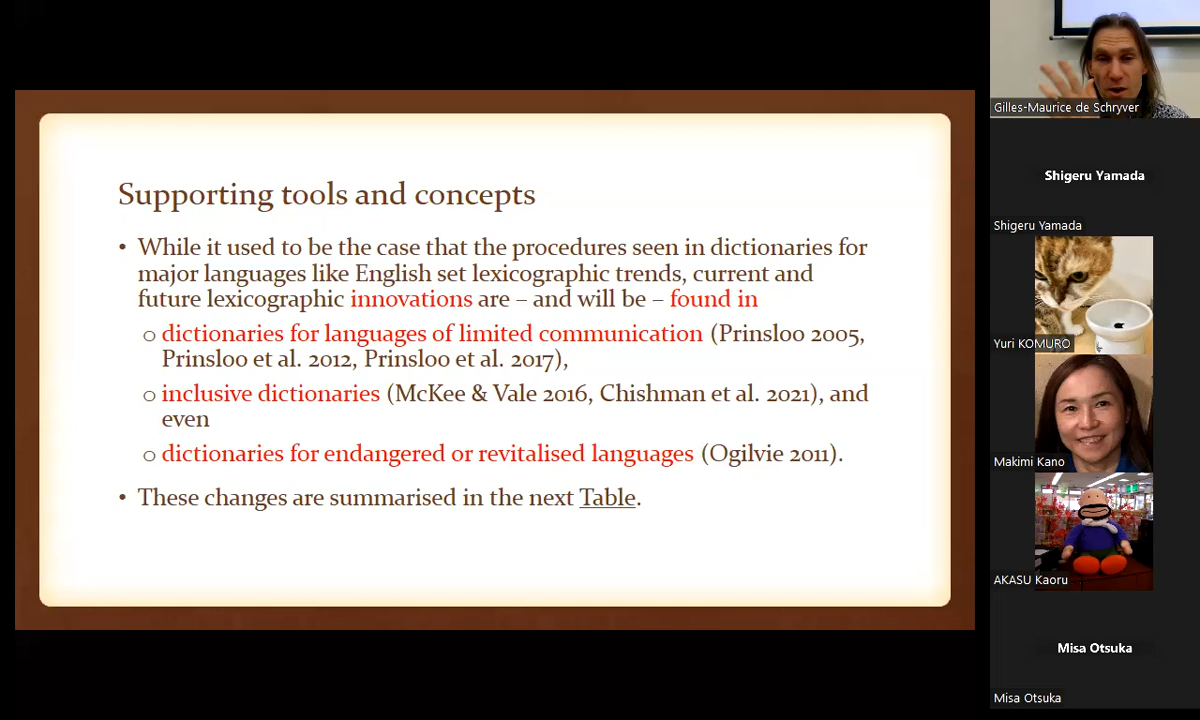 Supporting tools and concepts
• While it used to be the case that the procedures seen in dictionaries for
major languages like English set lexicographic trends, current and
future lexicographic innovations are – and will be – found in
o dictionaries for languages of limited communication (Prinsloo 2005,
Prinsloo et al. 2012, Prinsloo et al. 2017),
o inclusive dictionaries (McKee & Vale 2016, Chishman et al. 2021), and
even
o dictionaries for endangered or revitalised languages (Ogilvie 2011).
• These changes are summarised in the next Table.
Gilles-Maurice de Schryver
Shigeru Yamada
Shigeru Yamada
Yuri KOMURO
Makimi Kano
AKASU Kaoru
Misa Otsuka
Misa Otsuka